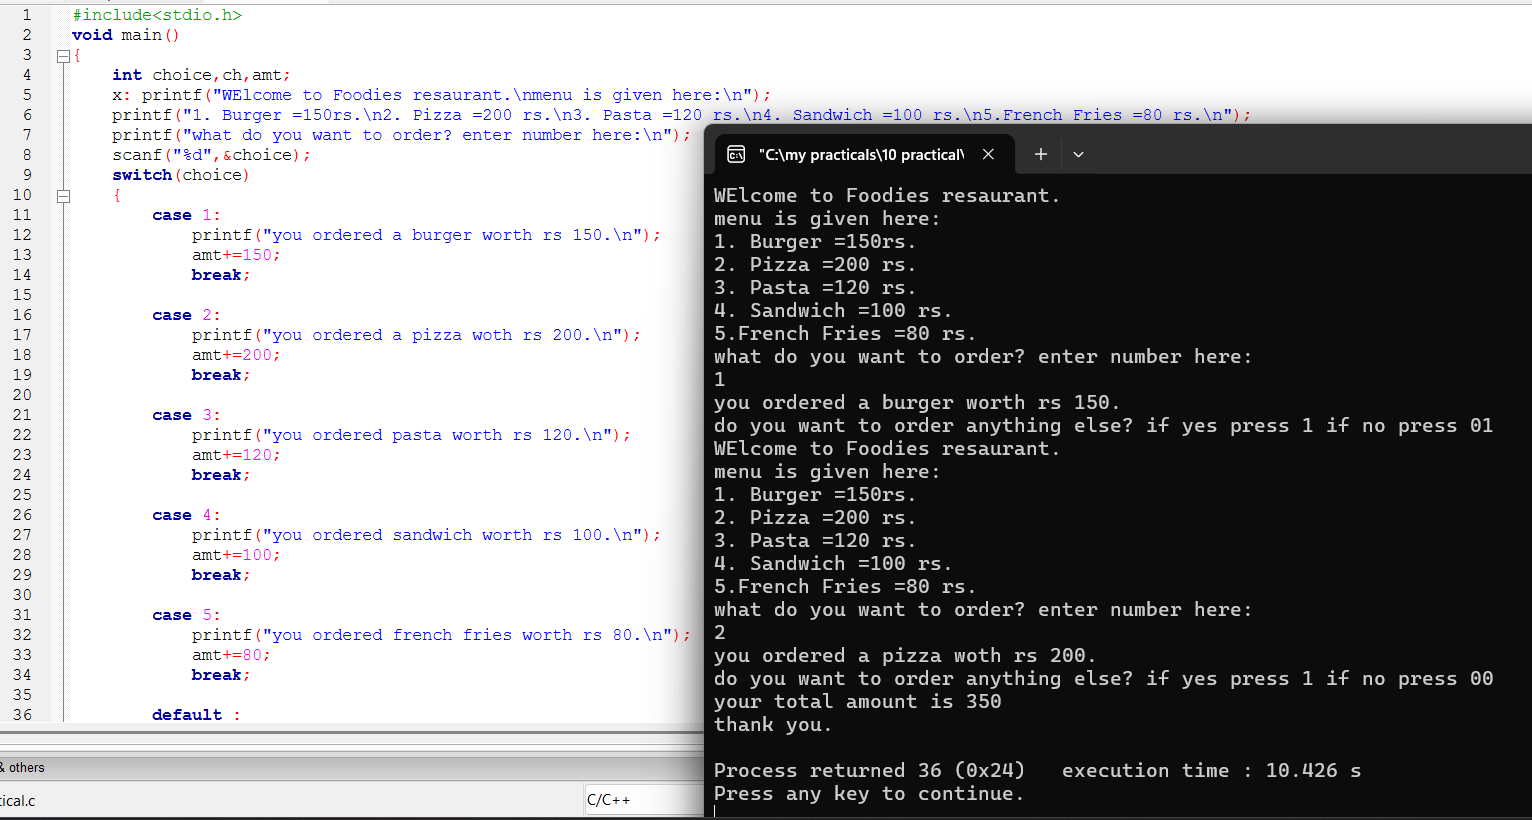 1 #include<stdio.h>
2 void main()
3 {
4 int choice,ch,amt;
5 x: printf("WElcome to Foodies resaurant.\nmenu is given here:\n");
6 printf("1. Burger =150rs.\n2. Pizza =200 rs.\n3. Pasta =120 rs.\n4. Sandwich =100 rs.\n5.French Fries =80 rs.\n");
7 printf("what do you want to order? enter number here:\n");
8 scanf("%d",&choice);
9 switch(choice)
10 {
11 case 1:
12 printf("you ordered a burger worth rs 150.\n");
13 amt+=150;
14 break;
15
16 case 2:
17 printf("you ordered a pizza woth rs 200.\n");
18 amt+=200;
19 break;
20
21 case 3:
22 printf("you ordered pasta worth rs 120.\n");
23 amt+=120;
24 break;
25
26 case 4:
27 printf("you ordered sandwich worth rs 100.\n");
28 amt+=100;
29 break;
30
31 case 5:
32 printf("you ordered french fries worth rs 80.\n");
33 amt+=80;
34 break;
35
36 default :
& others
tical.c
C/C++
"C:\my practicals\10 practical\
WElcome to Foodies resaurant.
menu is given here:
1. Burger =150rs.
2. Pizza =200 rs.
3. Pasta =120 rs.
4. Sandwich =100 rs.
5.French Fries =80 rs.
what do you want to order? enter number here:
1
you ordered a burger worth rs 150.
do you want to order anything else? if yes press 1 if no press 01
WElcome to Foodies resaurant.
menu is given here:
1. Burger =150rs.
2. Pizza =200 rs.
3. Pasta =120 rs.
4. Sandwich =100 rs.
5.French Fries =80 rs.
what do you want to order? enter number here:
2
you ordered a pizza woth rs 200.
do you want to order anything else? if yes press 1 if no press 00
your total amount is 350
thank you.
Process returned 36 (0x24) execution time : 10.426 s
Press any key to continue.